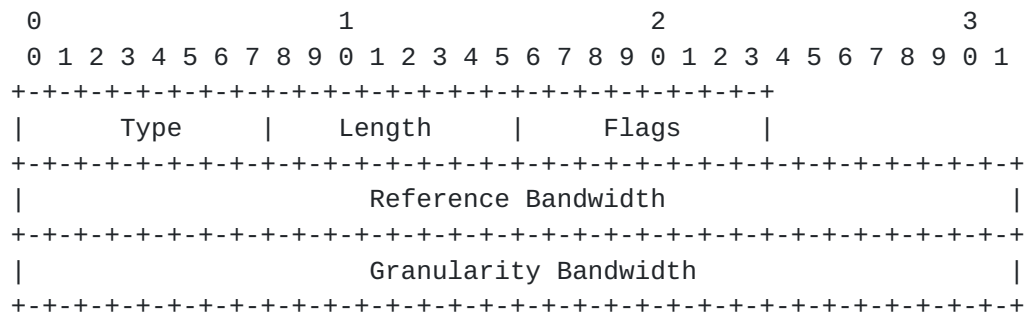 0                   1                   2                   3
 0 1 2 3 4 5 6 7 8 9 0 1 2 3 4 5 6 7 8 9 0 1 2 3 4 5 6 7 8 9 0 1
+-+-+-+-+-+-+-+-+-+-+-+-+-+-+-+-+-+-+-+-+-+-+-+-+
|      Type     |    Length     |     Flags     |
+-+-+-+-+-+-+-+-+-+-+-+-+-+-+-+-+-+-+-+-+-+-+-+-+-+-+-+-+-+-+-+-+
|                      Reference Bandwidth                      |
+-+-+-+-+-+-+-+-+-+-+-+-+-+-+-+-+-+-+-+-+-+-+-+-+-+-+-+-+-+-+-+-+
|                      Granularity Bandwidth                    |
+-+-+-+-+-+-+-+-+-+-+-+-+-+-+-+-+-+-+-+-+-+-+-+-+-+-+-+-+-+-+-+-+